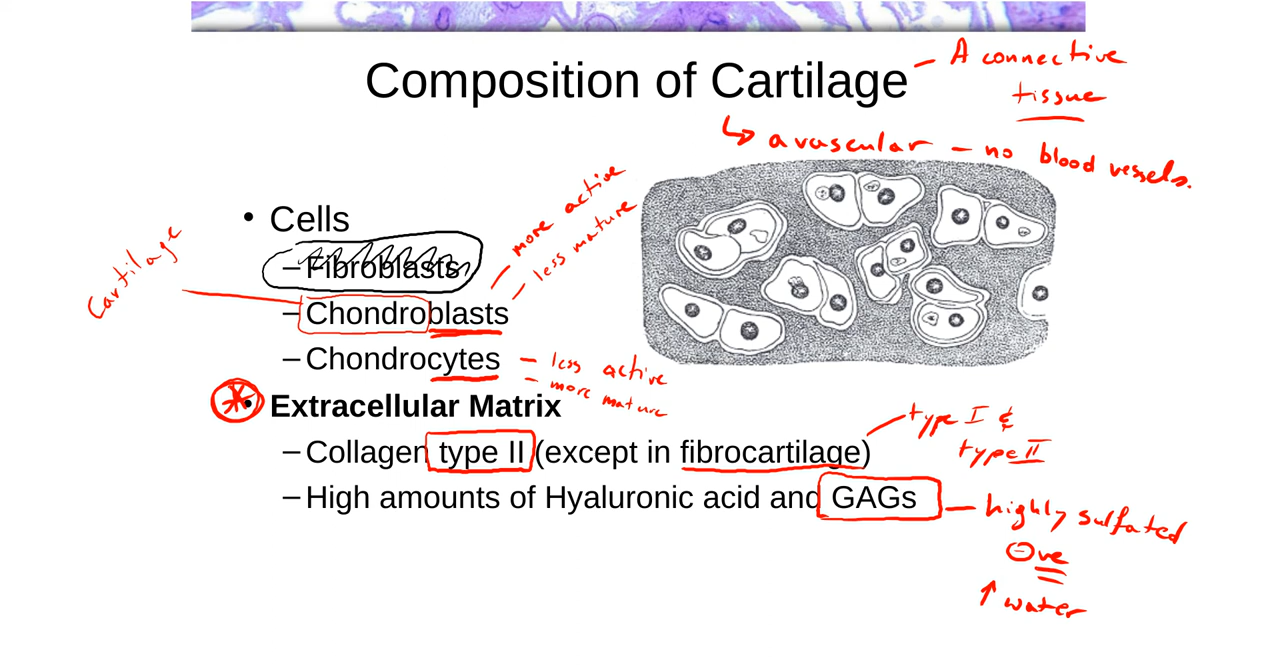 Composition of Cartilage
– A connective
tissue
↳ avascular – no blood vessels.
• Cells
– Fibroblasts
Cartilage
– Chondroblasts
more active
less mature
– Chondrocytes
– less active
– more mature
• Extracellular Matrix
– Collagen type II (except in fibrocartilage)
type I &
type II
– High amounts of Hyaluronic acid and GAGs
– highly sulfated
⊖ve
↑ water